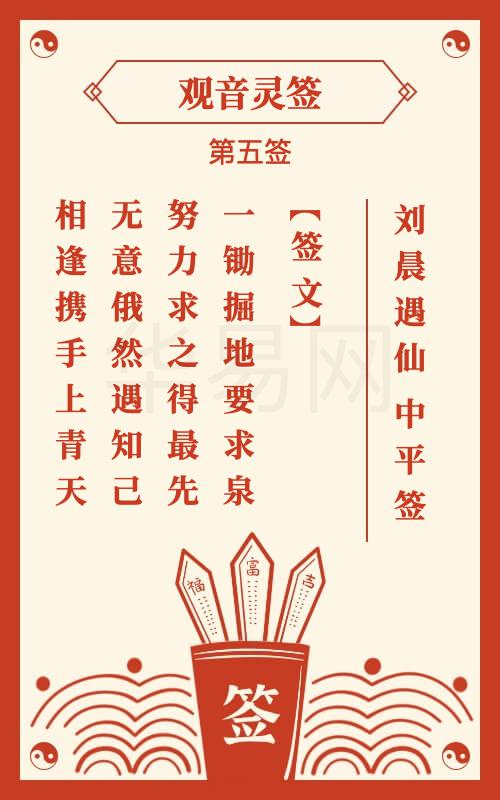 观音灵签
第五签
刘晨遇仙 中平签
【签文】
一锄掘地要求泉
努力求之得最先
无意俄然遇知己
相逢携手上青天
华易网
福
富
吉
签